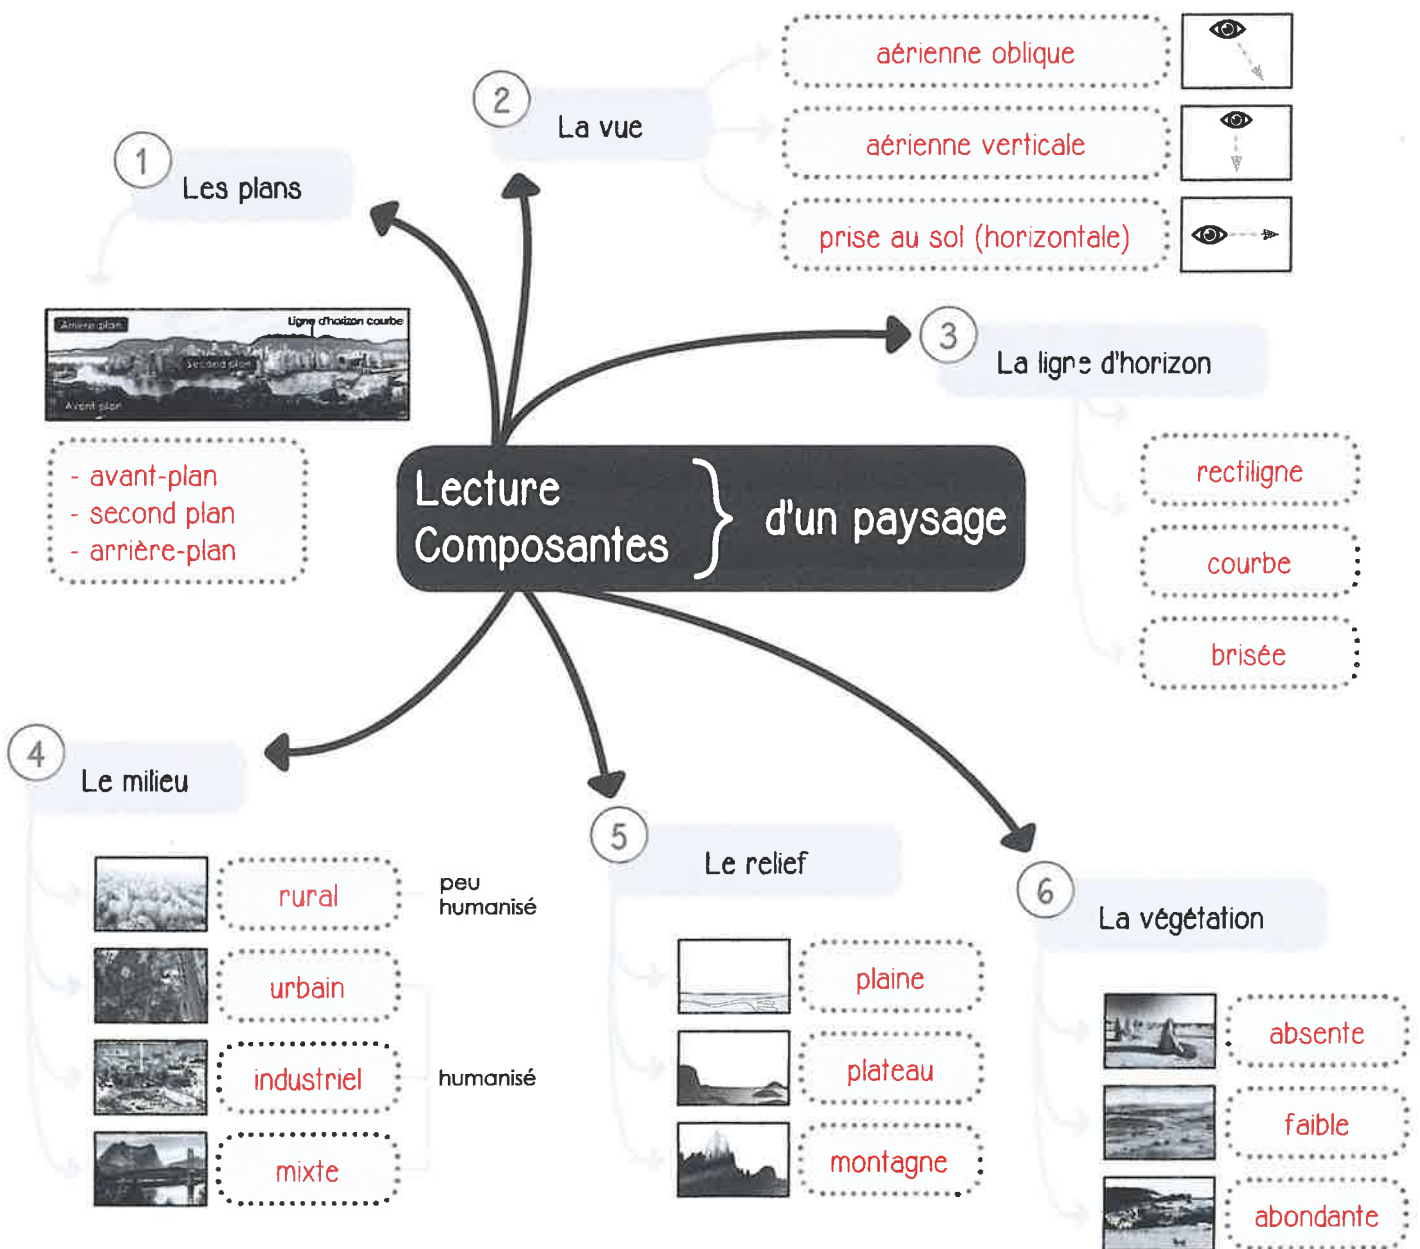 1
Les plans
Arrière-plan
Ligne d'horizon courbe
Second plan
Avant plan
- avant-plan
- second plan
- arrière-plan
2
La vue
aérienne oblique
aérienne verticale
prise au sol (horizontale)
3
La ligne d'horizon
rectiligne
courbe
brisée
Lecture
Composantes
} d'un paysage
4
Le milieu
rural
peu
humanisé
urbain
industriel
humanisé
mixte
5
Le relief
plaine
plateau
montagne
6
La végétation
absente
faible
abondante